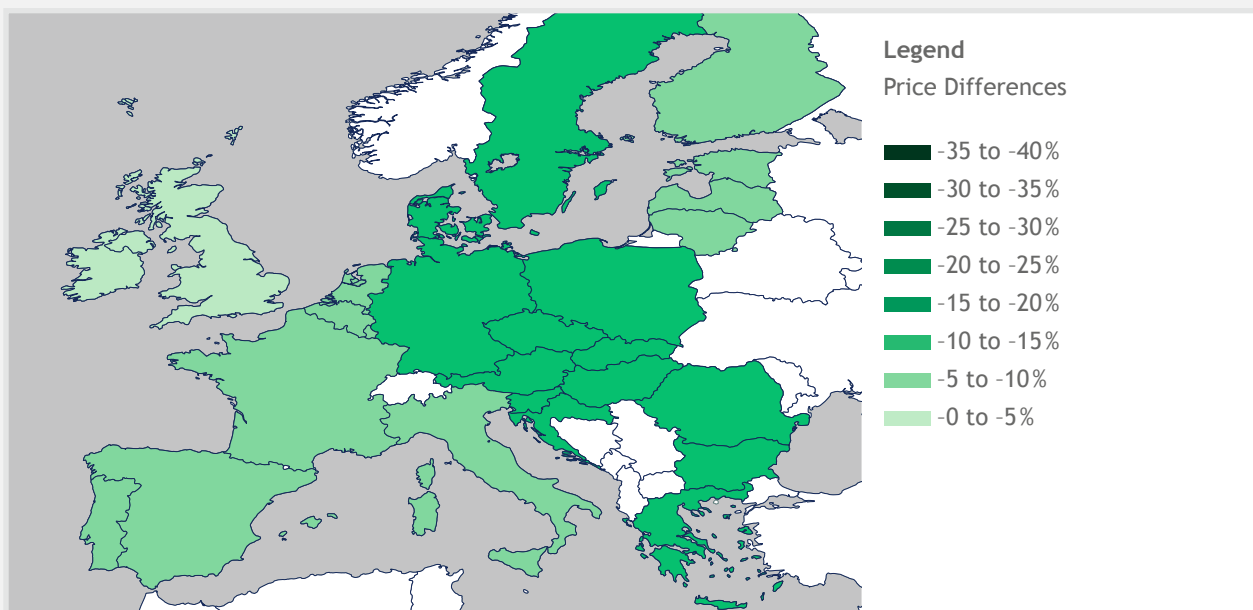 Legend
Price Differences
-35 to -40%
-30 to -35%
-25 to -30%
-20 to -25%
-15 to -20%
-10 to -15%
-5 to -10%
-0 to -5%